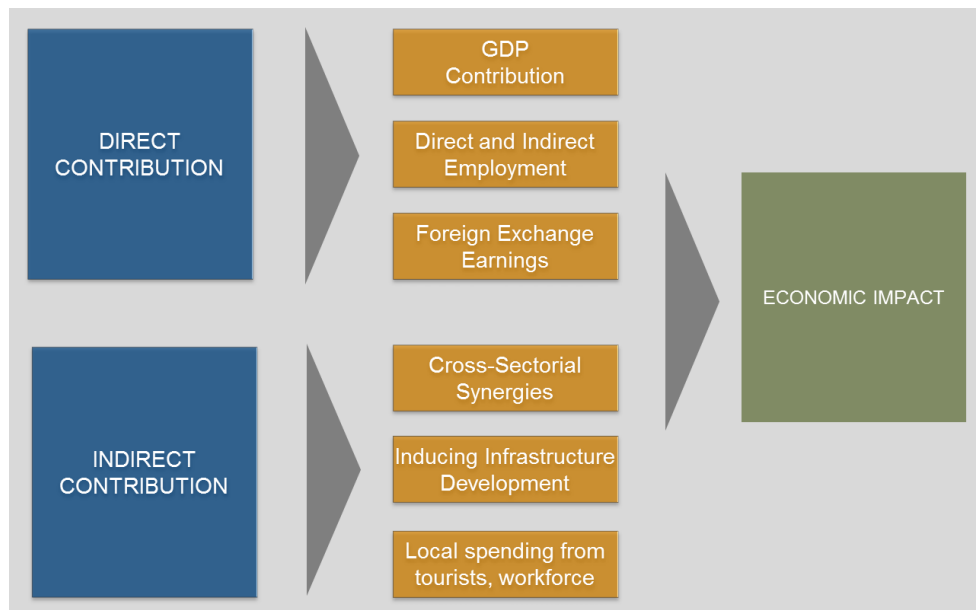 DIRECT
CONTRIBUTION
GDP
Contribution
Direct and Indirect
Employment
Foreign Exchange
Earnings
INDIRECT
CONTRIBUTION
Cross-Sectorial
Synergies
Inducing Infrastructure
Development
Local spending from
tourists, workforce
ECONOMIC IMPACT